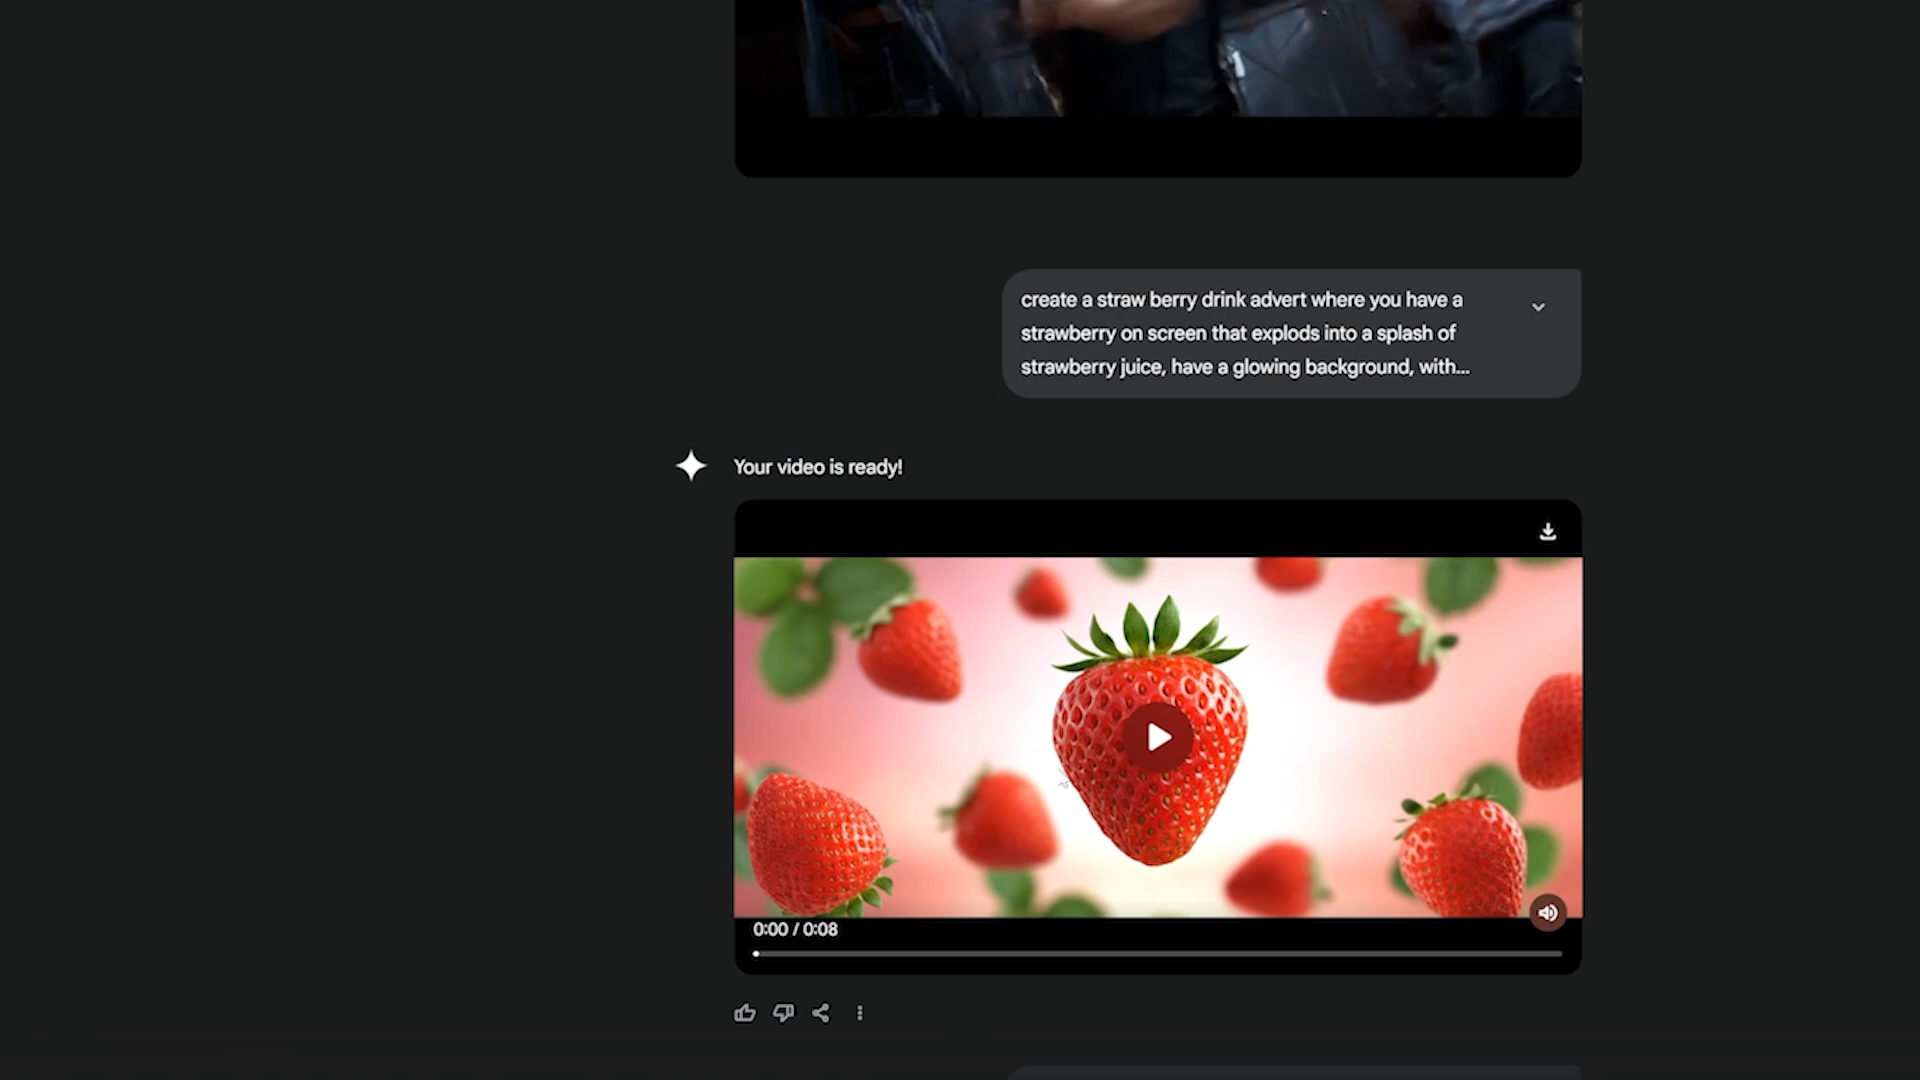 create a straw berry drink advert where you have a
strawberry on screen that explods into a splash of
strawberry juice, have a glowing background, with...
Your video is ready!
0:00 / 0:08